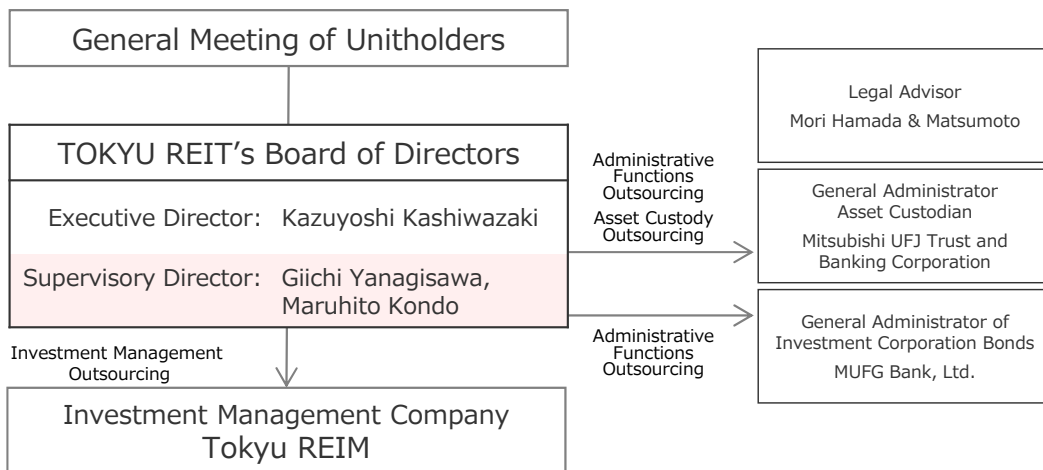 General Meeting of Unitholders
TOKYU REIT’s Board of Directors
Executive Director: Kazuyoshi Kashiwazaki
Supervisory Director: Giichi Yanagisawa,
Maruhito Kondo
Administrative
Functions
Outsourcing
Asset Custody
Outsourcing
Administrative
Functions
Outsourcing
Legal Advisor
Mori Hamada & Matsumoto
General Administrator
Asset Custodian
Mitsubishi UFJ Trust and
Banking Corporation
General Administrator of
Investment Corporation Bonds
MUFG Bank, Ltd.
Investment Management
Outsourcing
Investment Management Company
Tokyu REIM